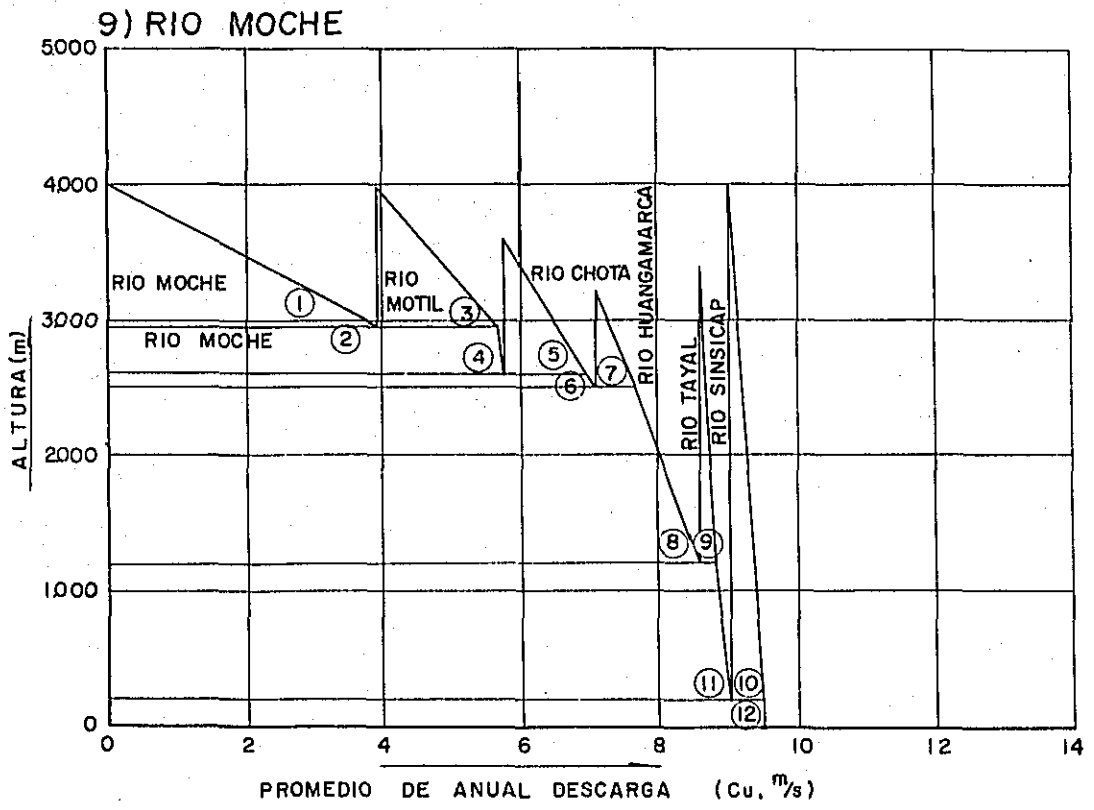 9) RIO MOCHE
5.000
4.000
3.000
2.000
1.000
0
ALTURA (m)
RIO MOCHE
RIO MOCHE
RIO
MOTIL
RIO CHOTA
RIO HUANGAMARCA
RIO TAYAL
RIO SINSICAP
1
2
3
4
5
6
7
8
9
11
10
12
0 2 4 6 8 10 12 14
PROMEDIO DE ANUAL DESCARGA (Cu, m/s)